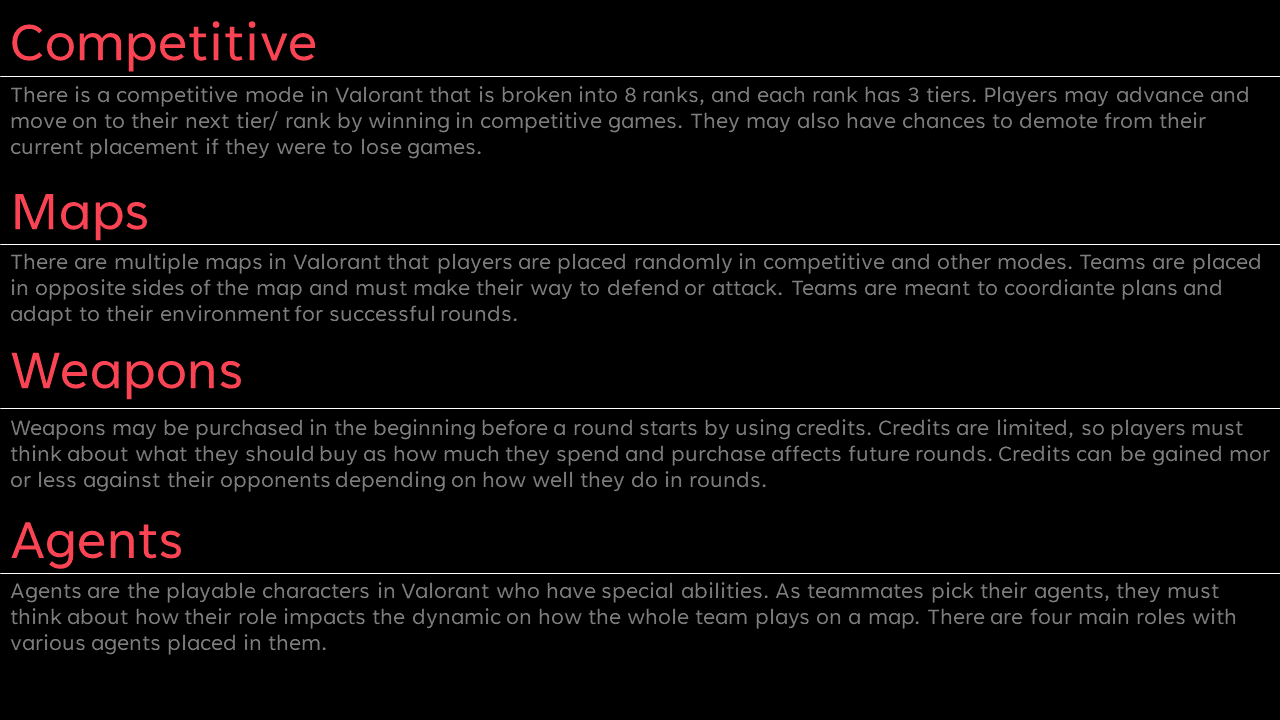 Competitive
There is a competitive mode in Valorant that is broken into 8 ranks, and each rank has 3 tiers. Players may advance and
move on to their next tier/ rank by winning in competitive games. They may also have chances to demote from their
current placement if they were to lose games.
Maps
There are multiple maps in Valorant that players are placed randomly in competitive and other modes. Teams are placed
in opposite sides of the map and must make their way to defend or attack. Teams are meant to coordiante plans and
adapt to their environment for successful rounds.
Weapons
Weapons may be purchased in the beginning before a round starts by using credits. Credits are limited, so players must
think about what they should buy as how much they spend and purchase affects future rounds. Credits can be gained mor
or less against their opponents depending on how well they do in rounds.
Agents
Agents are the playable characters in Valorant who have special abilities. As teammates pick their agents, they must
think about how their role impacts the dynamic on how the whole team plays on a map. There are four main roles with
various agents placed in them.